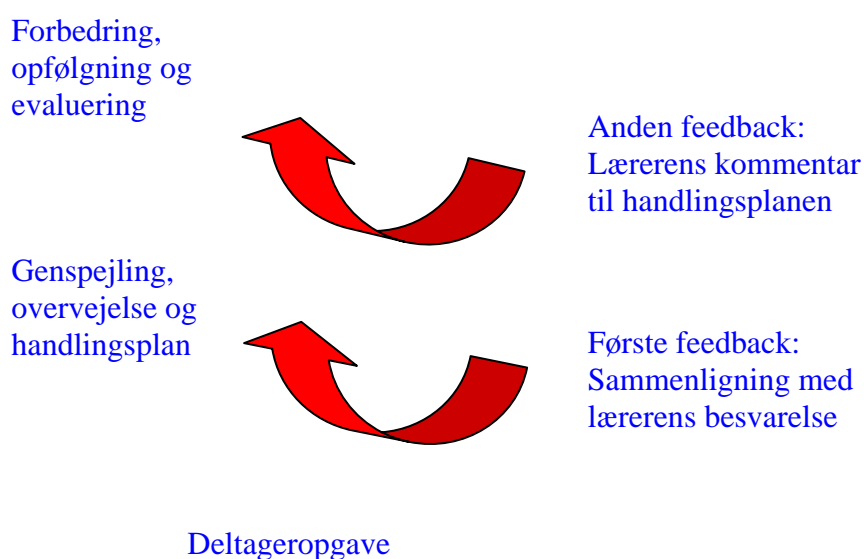 Forbedring,
opfølgning og
evaluering
Anden feedback:
Lærerens kommentar
til handlingsplanen
Genspejling,
overvejelse og
handlingsplan
Første feedback:
Sammenligning med
lærerens besvarelse
Deltageropgave